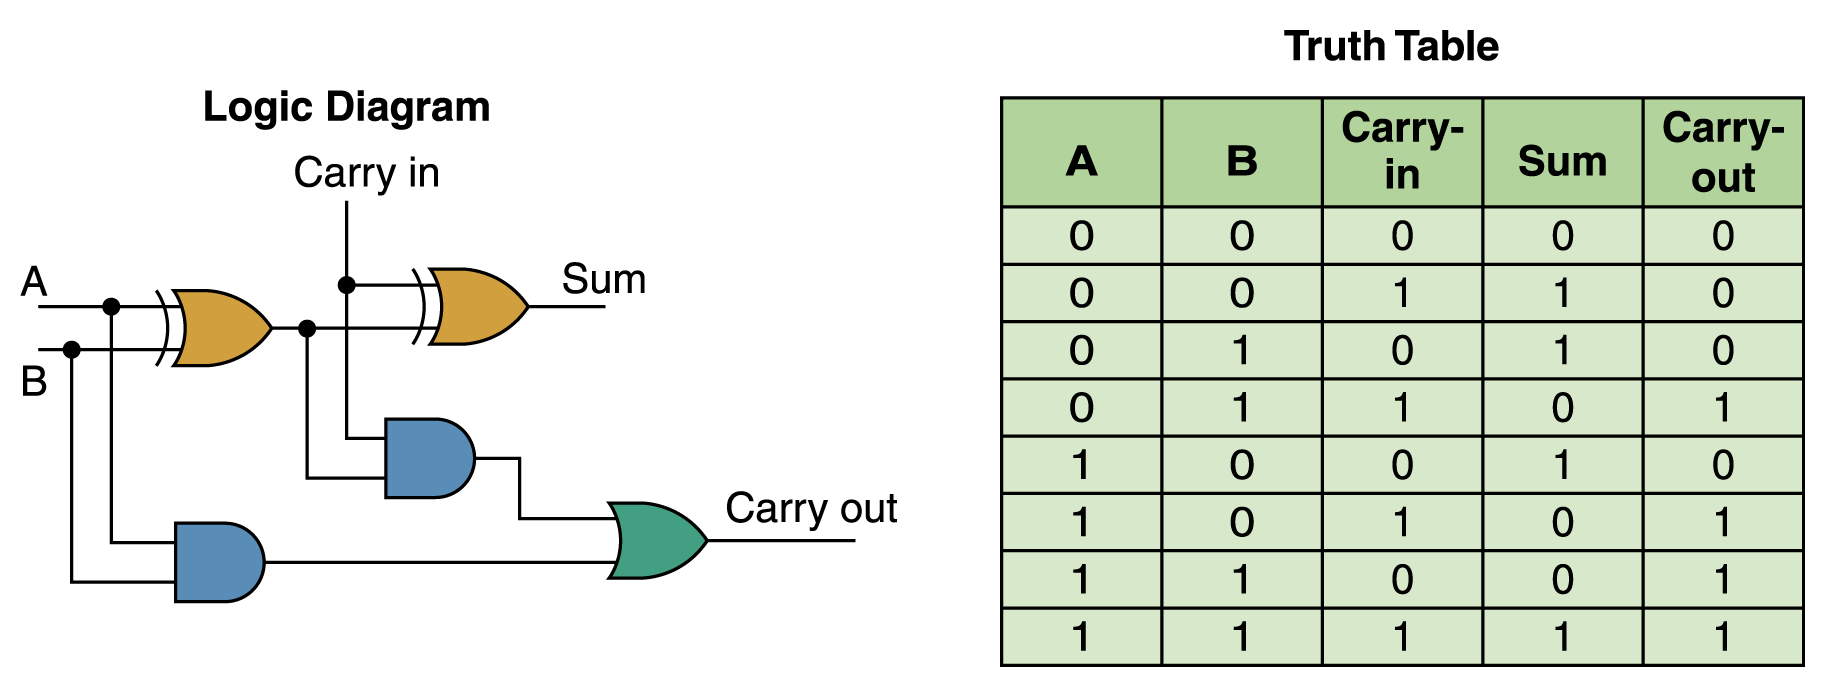 Logic Diagram
Carry in
A
B
Sum
Carry out
Truth Table
A B Carry-in Sum Carry-out
0 0 0 0 0
0 0 1 1 0
0 1 0 1 0
0 1 1 0 1
1 0 0 1 0
1 0 1 0 1
1 1 0 0 1
1 1 1 1 1